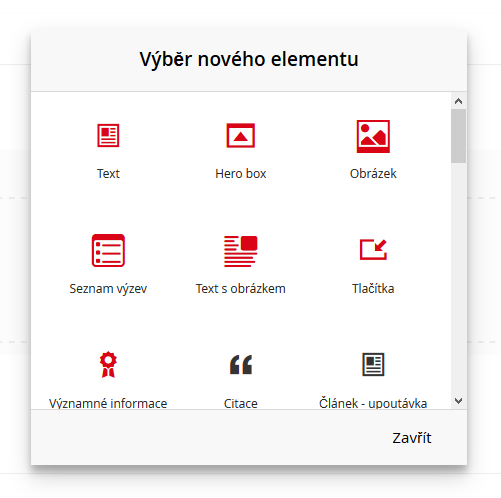 Výběr nového elementu
Text
Hero box
Obrázek
Seznam výzev
Text s obrázkem
Tlačítka
Významné informace
Citace
Článek - upoutávka
Zavřít